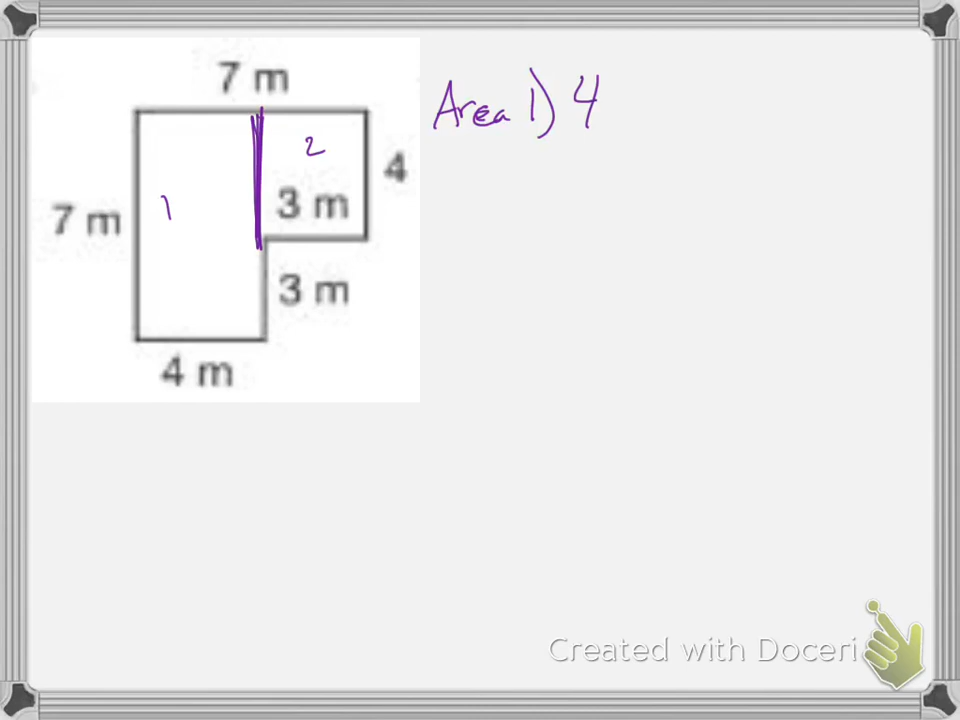 7 m
Area 1) 4
2
4
3 m
7 m
1
3 m
4 m
Created with Doceri